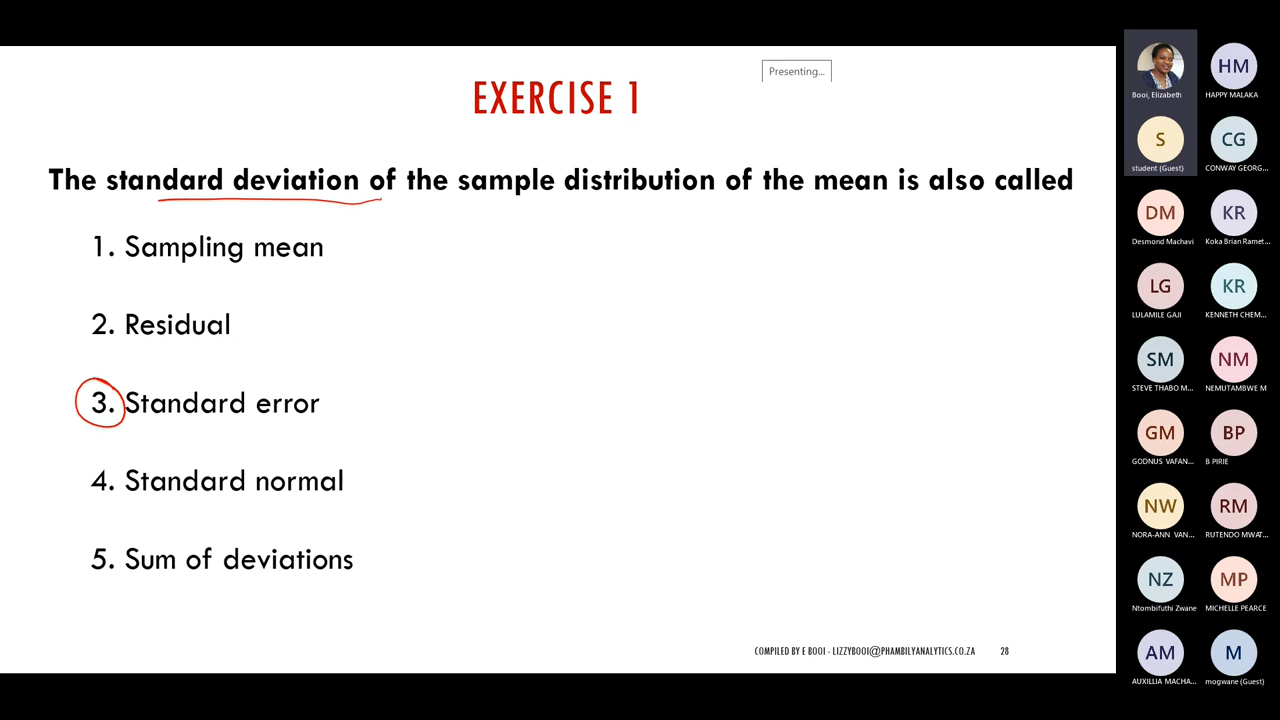 Presenting...
EXERCISE 1
The standard deviation of the sample distribution of the mean is also called
1. Sampling mean
2. Residual
3. Standard error
4. Standard normal
5. Sum of deviations
COMPILED BY E BOOI - LIZZYBOOI@PHAMBILYANALYTICS.CO.ZA 28
Booi, Elizabeth
HM
HAPPY MALAKA
S
student (Guest)
CG
CONWAY GEORG...
DM
Desmond Machavi
KR
Koka Brian Ramet...
LG
LULAMILE GAJI
KR
KENNETH CHEM...
SM
STEVE THABO M...
NM
NEMUTAMBWE M
GM
GODNUS VAFAN...
BP
B PIRIE
NW
NORA-ANN VAN...
RM
RUTENDO MWAT...
NZ
Ntombifuthi Zwane
MP
MICHELLE PEARCE
AM
AUXILLIA MACHA...
M
mogwane (Guest)